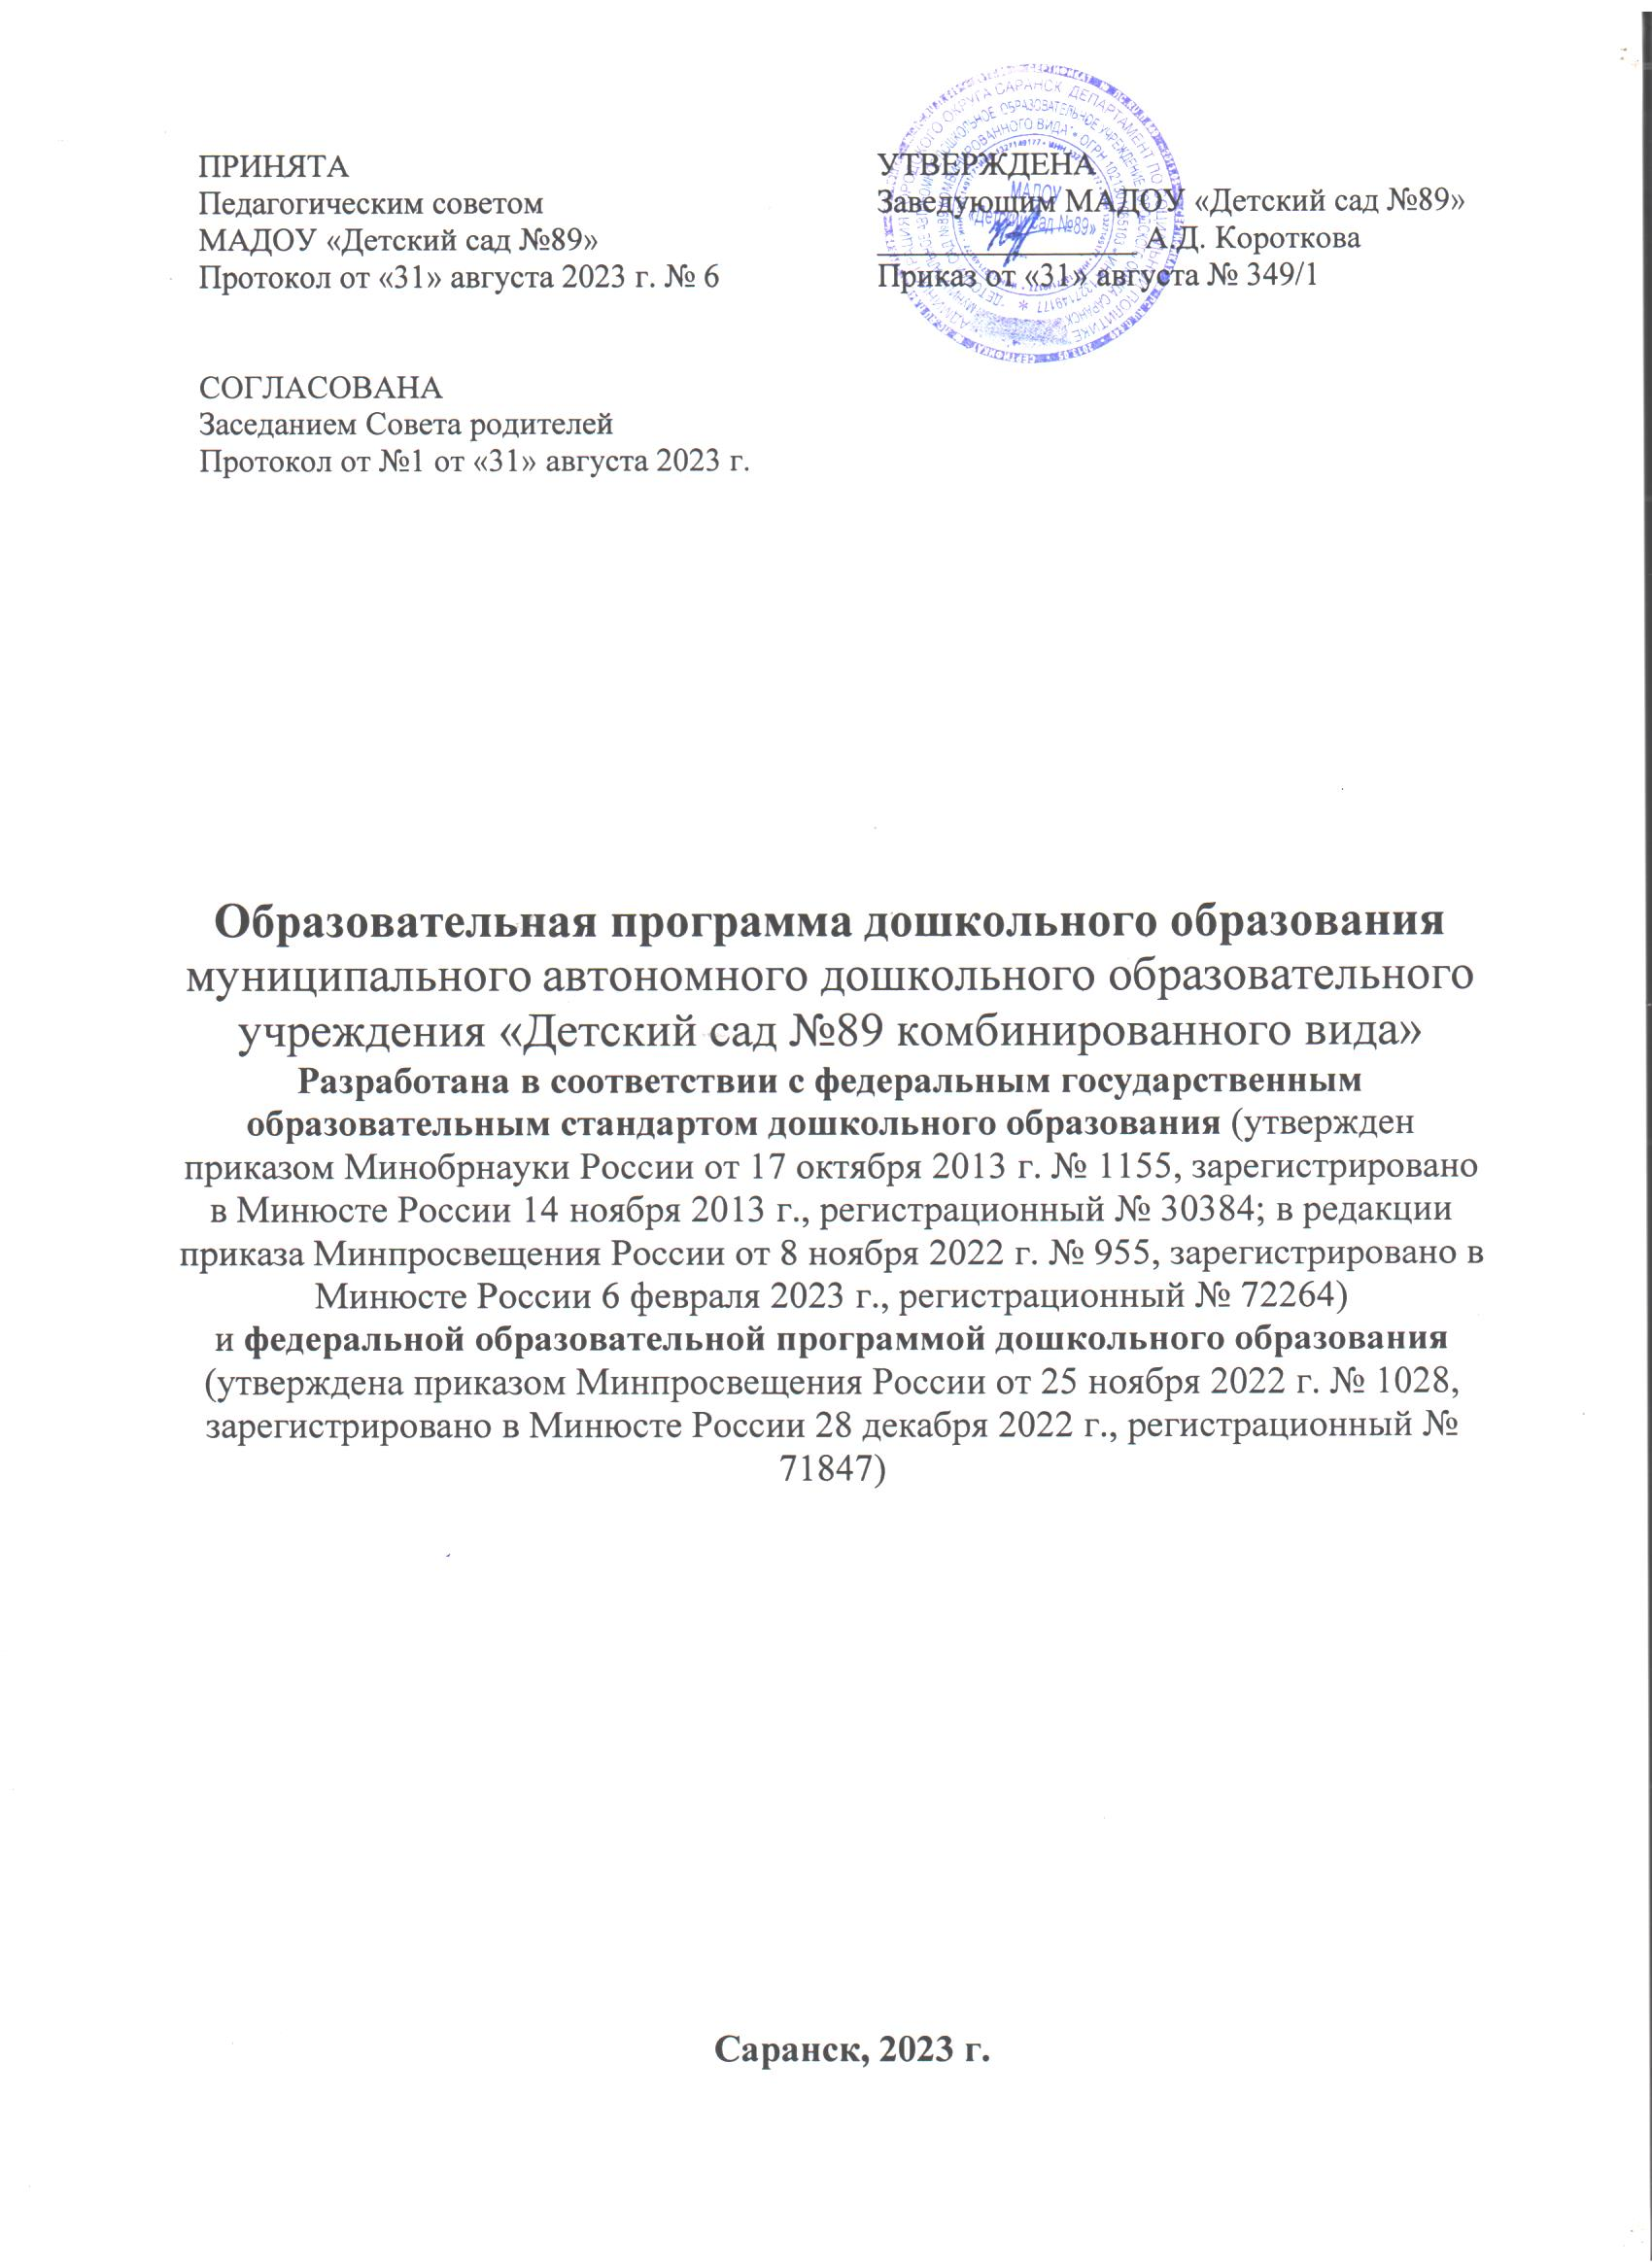 ПРИНЯТА
Педагогическим советом
МАДОУ «Детский сад №89»
Протокол от «31» августа 2023 г. № 6
УТВЕРЖДЕНА
Заведующим МАДОУ «Детский сад №89»
А.Д. Короткова
Приказ от «31» августа № 349/1
МАДОУ
«Детский сад №89»
СОГЛАСОВАНА
Заседанием Совета родителей
Протокол от №1 от «31» августа 2023 г.
Образовательная программа дошкольного образования
муниципального автономного дошкольного образовательного
учреждения «Детский сад №89 комбинированного вида»
Разработана в соответствии с федеральным государственным
образовательным стандартом дошкольного образования (утвержден
приказом Минобрнауки России от 17 октября 2013 г. № 1155, зарегистрировано
в Минюсте России 14 ноября 2013 г., регистрационный № 30384; в редакции
приказа Минпросвещения России от 8 ноября 2022 г. № 955, зарегистрировано в
Минюсте России 6 февраля 2023 г., регистрационный № 72264)
и федеральной образовательной программой дошкольного образования
(утверждена приказом Минпросвещения России от 25 ноября 2022 г. № 1028,
зарегистрировано в Минюсте России 28 декабря 2022 г., регистрационный №
71847)
Саранск, 2023 г.